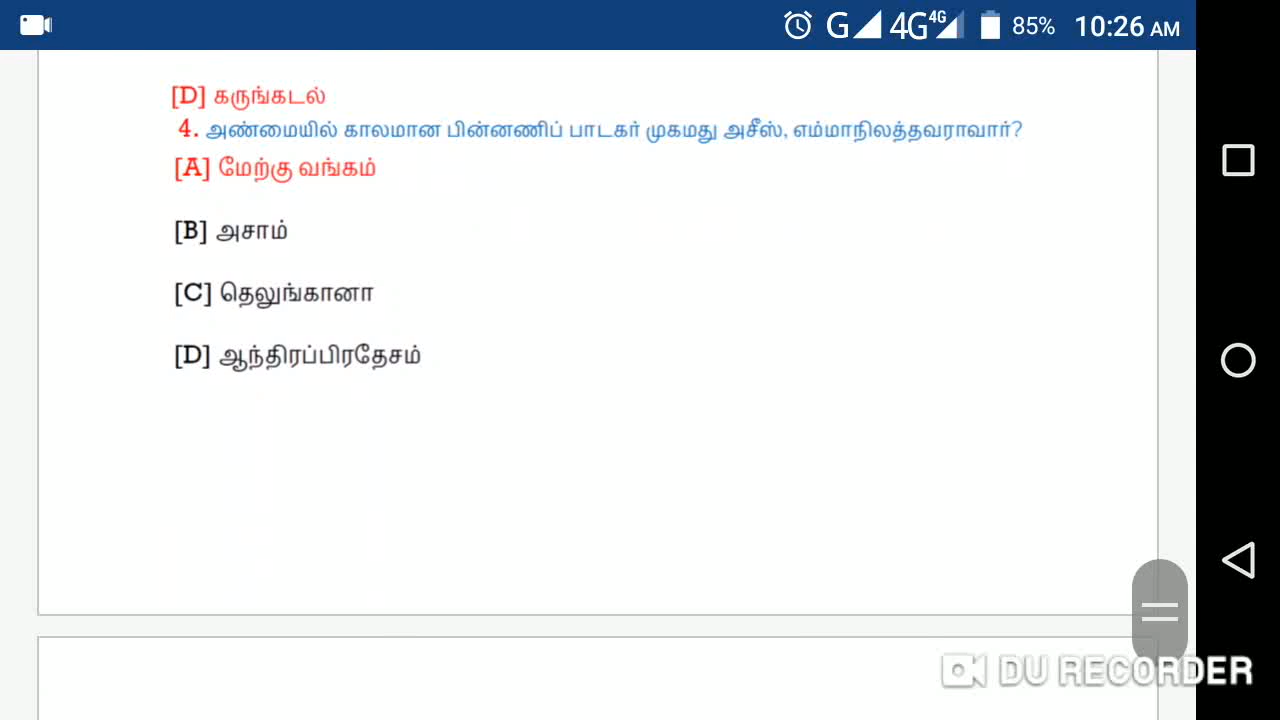 G 4G 4G 85% 10:26 AM
[D] கருங்கடல்
4. அண்மையில் காலமான பின்னணிப் பாடகர் முகமது அசீஸ், எம்மாநிலத்தவராவார்?
[A] மேற்கு வங்கம்
[B] அசாம்
[C] தெலுங்கானா
[D] ஆந்திரப்பிரதேசம்
DU RECORDER